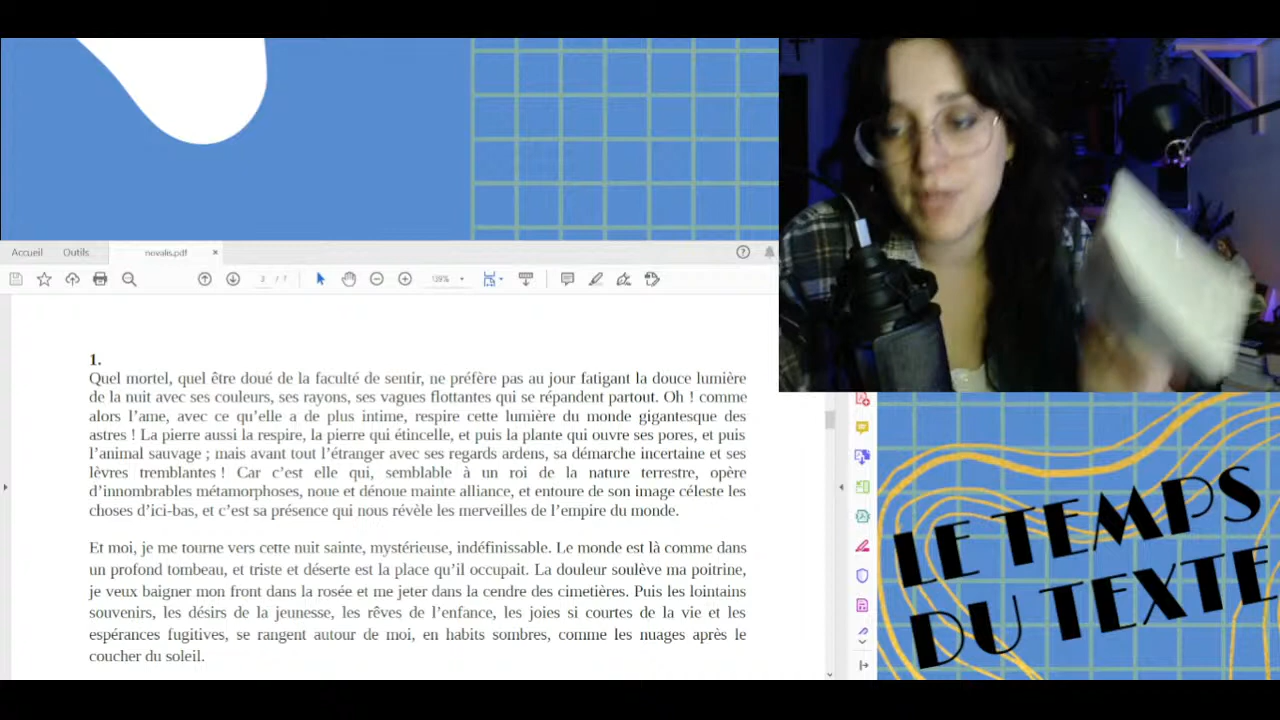 Accueil Outils novalis.pdf ×
139%
1.
Quel mortel, quel être doué de la faculté de sentir, ne préfère pas au jour fatigant la douce lumière
de la nuit avec ses couleurs, ses rayons, ses vagues flottantes qui se répandent partout. Oh ! comme
alors l’ame, avec ce qu’elle a de plus intime, respire cette lumière du monde gigantesque des
astres ! La pierre aussi la respire, la pierre qui étincelle, et puis la plante qui ouvre ses pores, et puis
l’animal sauvage ; mais avant tout l’étranger avec ses regards ardens, sa démarche incertaine et ses
lèvres tremblantes ! Car c’est elle qui, semblable à un roi de la nature terrestre, opère
d’innombrables métamorphoses, noue et dénoue mainte alliance, et entoure de son image céleste les
choses d’ici-bas, et c’est sa présence qui nous révèle les merveilles de l’empire du monde.
Et moi, je me tourne vers cette nuit sainte, mystérieuse, indéfinissable. Le monde est là comme dans
un profond tombeau, et triste et déserte est la place qu’il occupait. La douleur soulève ma poitrine,
je veux baigner mon front dans la rosée et me jeter dans la cendre des cimetières. Puis les lointains
souvenirs, les désirs de la jeunesse, les rêves de l’enfance, les joies si courtes de la vie et les
espérances fugitives, se rangent autour de moi, en habits sombres, comme les nuages après le
coucher du soleil.
LE TEMPS
DU TEXTE